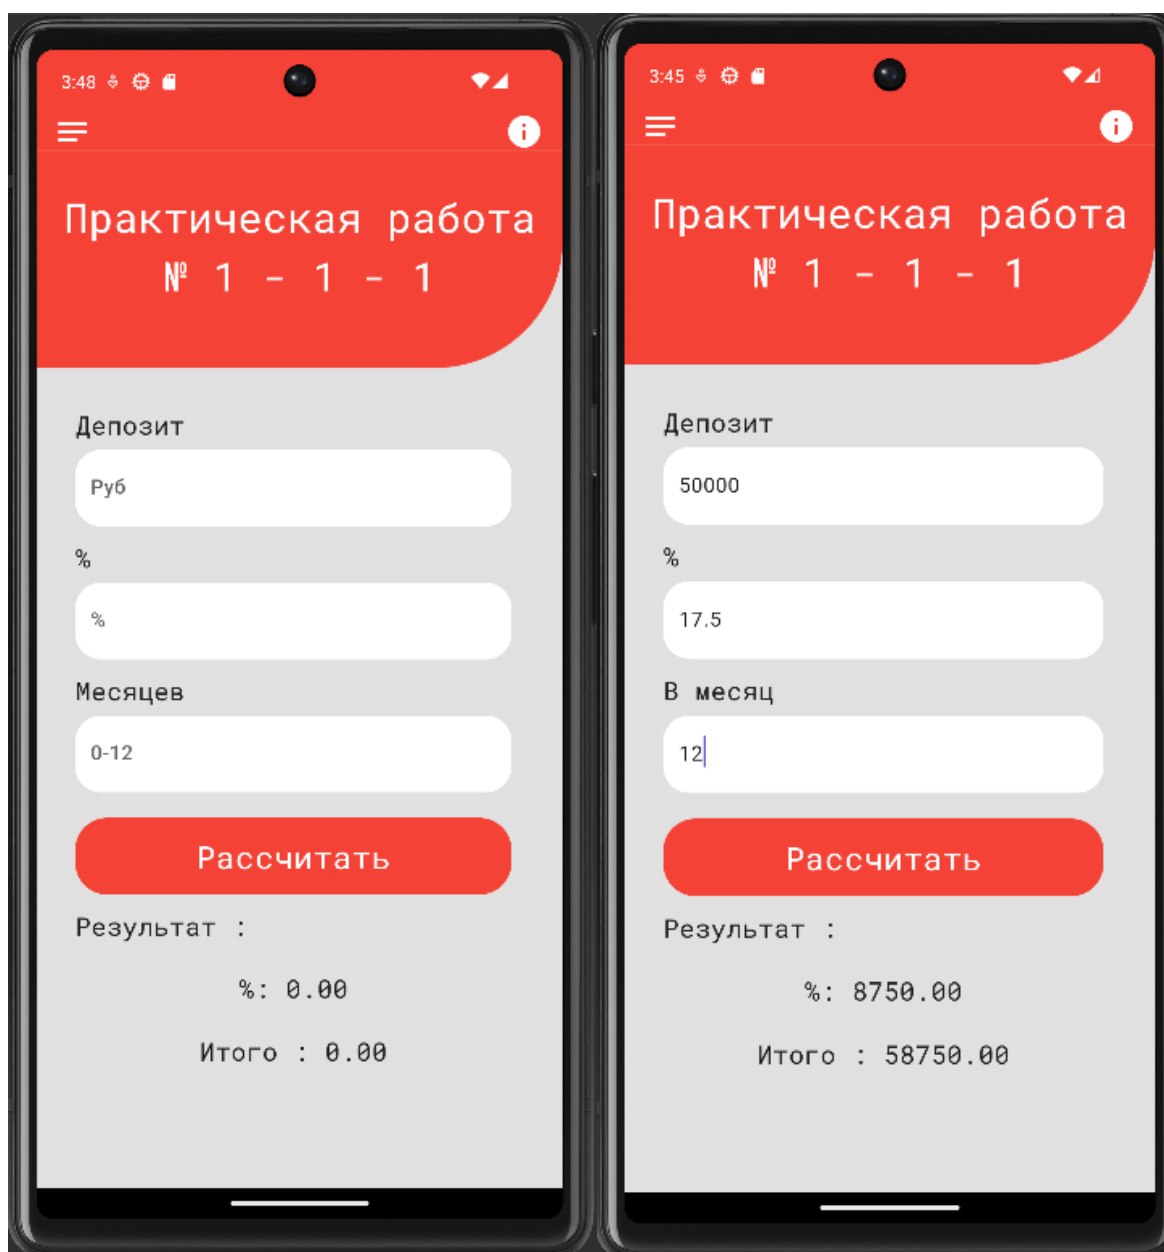 3:48
Практическая работа
№ 1 - 1 - 1
Депозит
Руб
%
%
Месяцев
0-12
Рассчитать
Результат :
%: 0.00
Итого : 0.00
3:45
Практическая работа
№ 1 - 1 - 1
Депозит
50000
%
17.5
В месяц
12
Рассчитать
Результат :
%: 8750.00
Итого : 58750.00